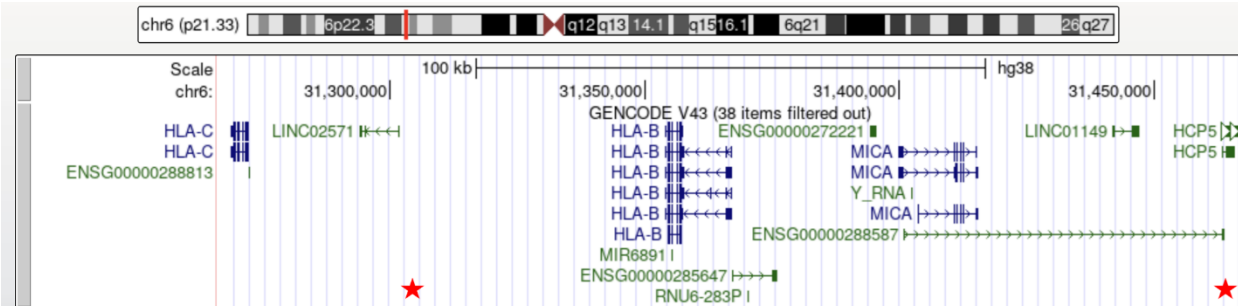 chr6 (p21.33) 6p22.3 q12 q13 14.1 q15 16.1 6q21 26 q27
Scale 100 kb hg38
chr6: 31,300,000 31,350,000 31,400,000 31,450,000
GENCODE V43 (38 items filtered out)
HLA-C LINC02571 HLA-B ENSG00000272221 LINC01149 HCP5
HLA-C HLA-B MICA HCP5
ENSG00000288813 HLA-B MICA
HLA-B Y_RNA
HLA-B MICA
HLA-B ENSG00000288587
MIR6891
ENSG00000285647
RNU6-283P